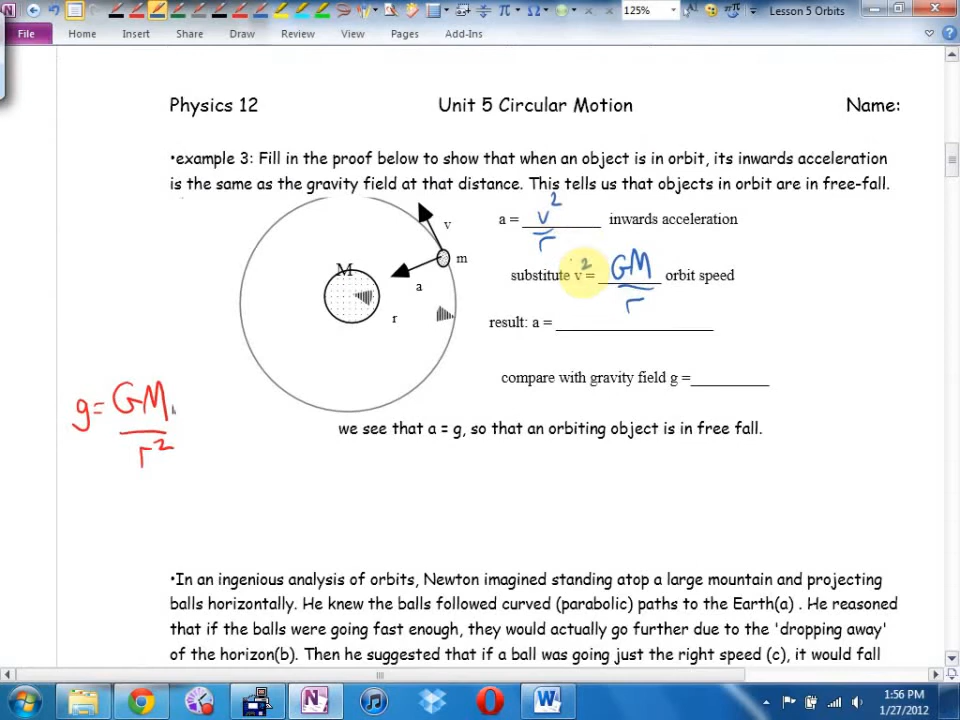 125%
Lesson 5 Orbits
File Home Insert Share Draw Review View Pages Add-Ins
Physics 12 Unit 5 Circular Motion Name:
•example 3: Fill in the proof below to show that when an object is in orbit, its inwards acceleration
is the same as the gravity field at that distance. This tells us that objects in orbit are in free-fall.
a = v²/r inwards acceleration
substitute v² = GM/r orbit speed
result: a = ____
compare with gravity field g = ____
v
m
M
a
r
g = GM/r²
we see that a = g, so that an orbiting object is in free fall.
•In an ingenious analysis of orbits, Newton imagined standing atop a large mountain and projecting
balls horizontally. He knew the balls followed curved (parabolic) paths to the Earth(a) . He reasoned
that if the balls were going fast enough, they would actually go further due to the 'dropping away'
of the horizon(b). Then he suggested that if a ball was going just the right speed (c), it would fall
1:56 PM
1/27/2012